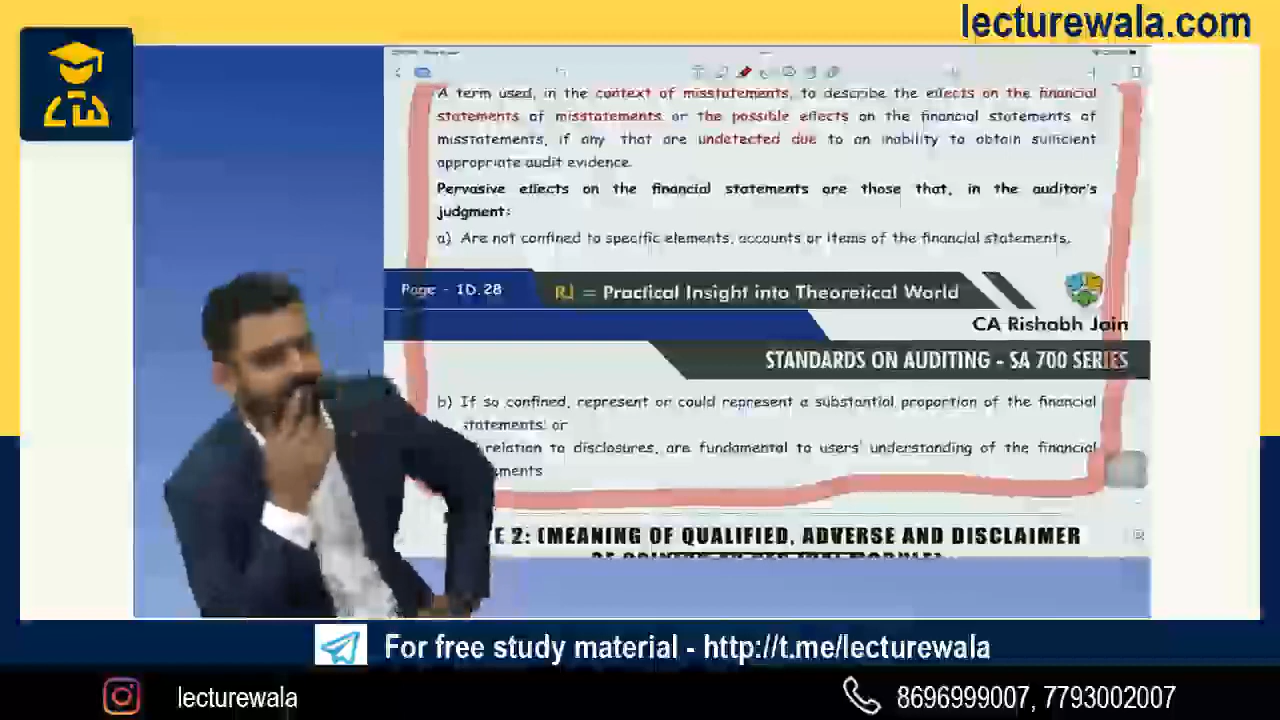 lecturewala.com
A term used, in the context of misstatements, to describe the effects on the financial
statements of misstatements or the possible effects on the financial statements of
misstatements, if any that are undetected due to an inability to obtain sufficient
appropriate audit evidence.
Pervasive effects on the financial statements are those that, in the auditor's
judgment:
a) Are not confined to specific elements, accounts or items of the financial statements.
Page - 1D.28
RJ = Practical Insight into Theoretical World
CA Rishabh Jain
STANDARDS ON AUDITING - SA 700 SERIES
b) If so confined, represent or could represent a substantial proportion of the financial
statements; or
relation to disclosures, are fundamental to users' understanding of the financial
ments
E 2: (MEANING OF QUALIFIED, ADVERSE AND DISCLAIMER
For free study material - http://t.me/lecturewala
lecturewala
8696999007, 7793002007